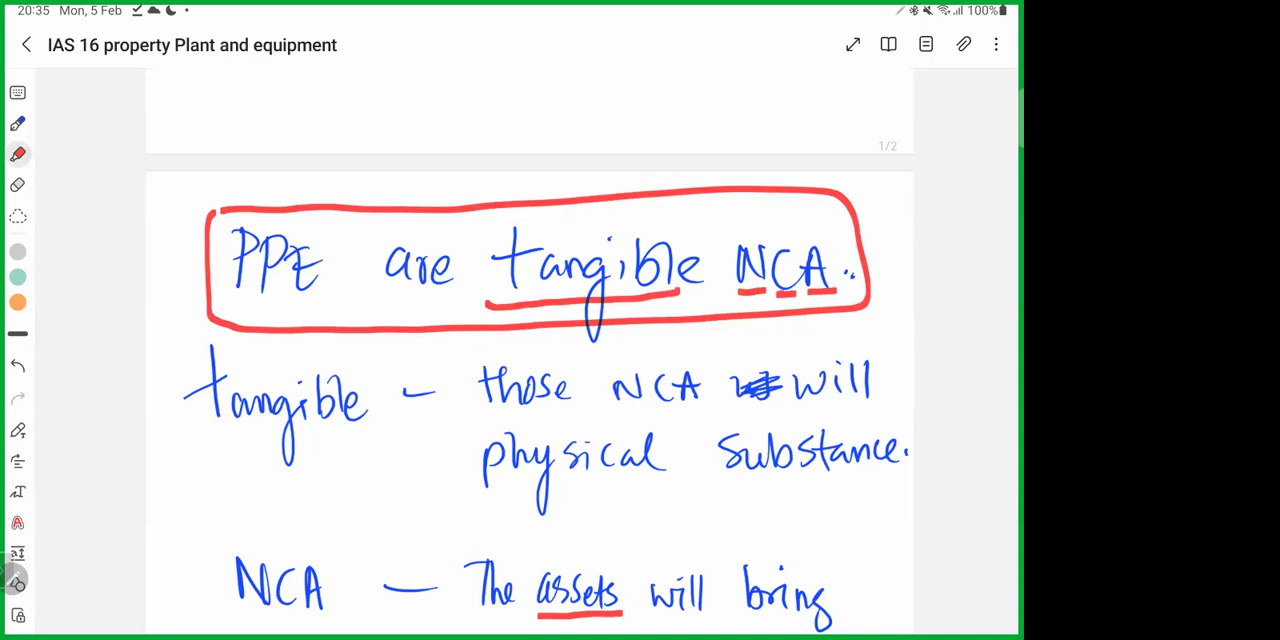 20:35 Mon, 5 Feb
100%
IAS 16 property Plant and equipment
1/2
PPE are tangible NCA.
tangible - those NCA will
physical substance.
NCA - The assets will bring